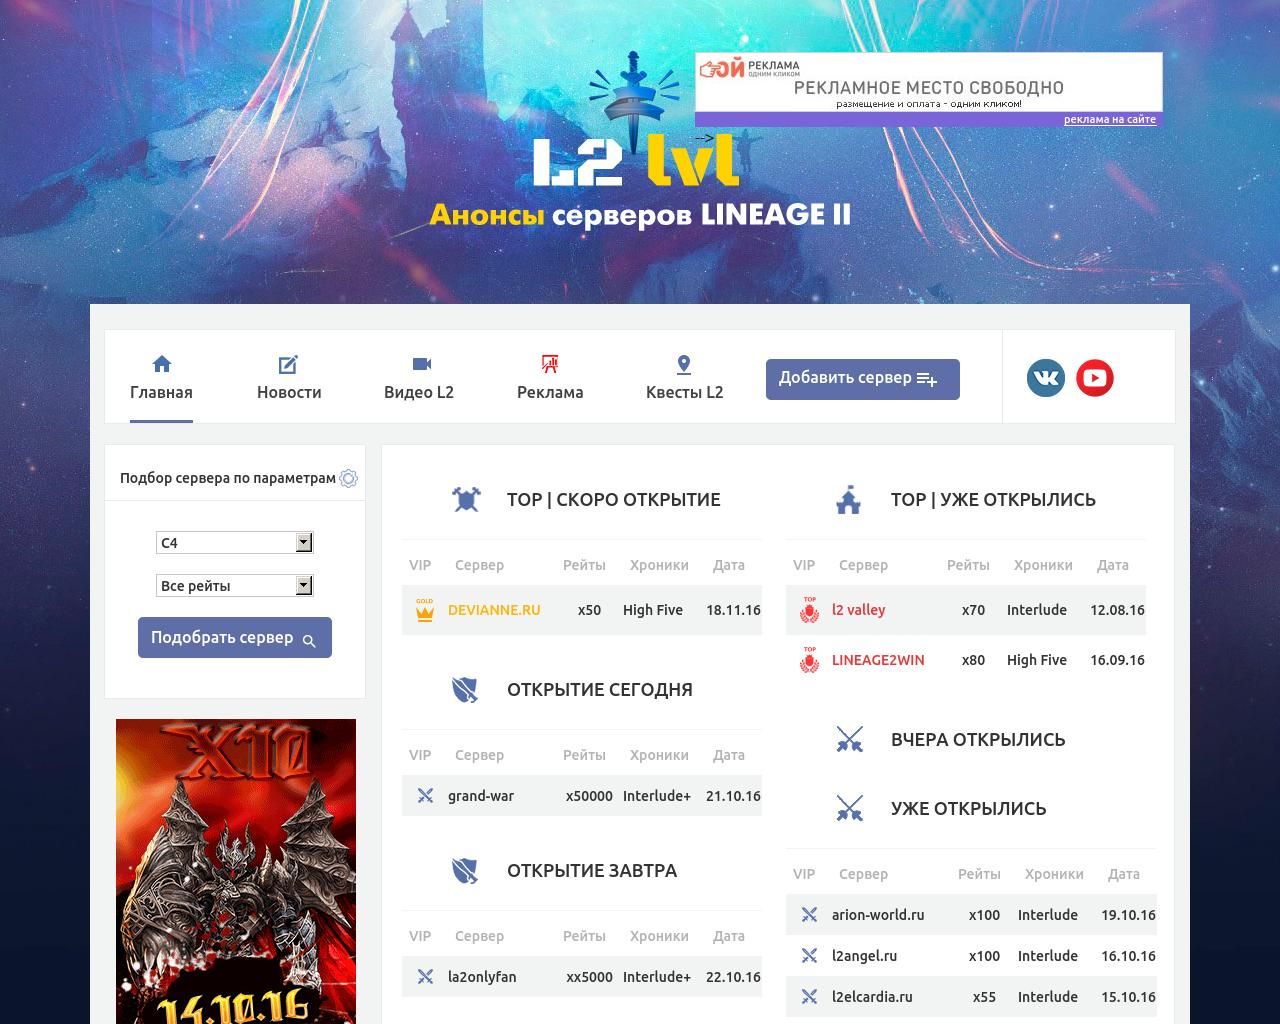 ОЙ РЕКЛАМА
ОДНИМ КЛИКОМ
РЕКЛАМНОЕ МЕСТО СВОБОДНО
размещение и оплата - одним кликом!
реклама на сайте
-->
L2 lvl
Анонсы серверов LINEAGE II
Главная
Новости
Видео L2
Реклама
Квесты L2
Добавить сервер
Подбор сервера по параметрам
C4
Все рейты
Подобрать сервер
X10
14.10.16
TOP | СКОРО ОТКРЫТИЕ
VIP Сервер Рейты Хроники Дата
GOLD DEVIANNE.RU x50 High Five 18.11.16
ОТКРЫТИЕ СЕГОДНЯ
VIP Сервер Рейты Хроники Дата
grand-war x50000 Interlude+ 21.10.16
ОТКРЫТИЕ ЗАВТРА
VIP Сервер Рейты Хроники Дата
la2onlyfan xx5000 Interlude+ 22.10.16
TOP | УЖЕ ОТКРЫЛИСЬ
VIP Сервер Рейты Хроники Дата
TOP l2 valley x70 Interlude 12.08.16
TOP LINEAGE2WIN x80 High Five 16.09.16
ВЧЕРА ОТКРЫЛИСЬ
УЖЕ ОТКРЫЛИСЬ
VIP Сервер Рейты Хроники Дата
arion-world.ru x100 Interlude 19.10.16
l2angel.ru x100 Interlude 16.10.16
l2elcardia.ru x55 Interlude 15.10.16